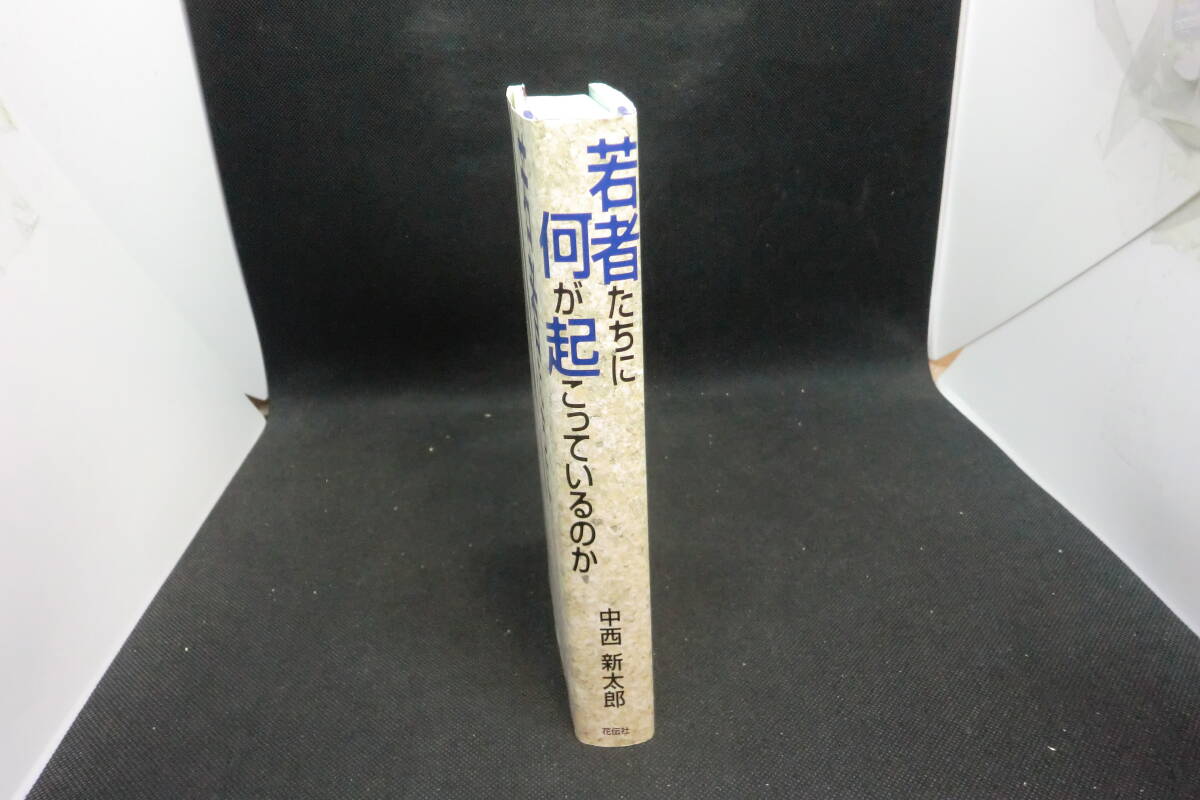 若者たちに
何が起こっているのか
中西 新太郎
花伝社